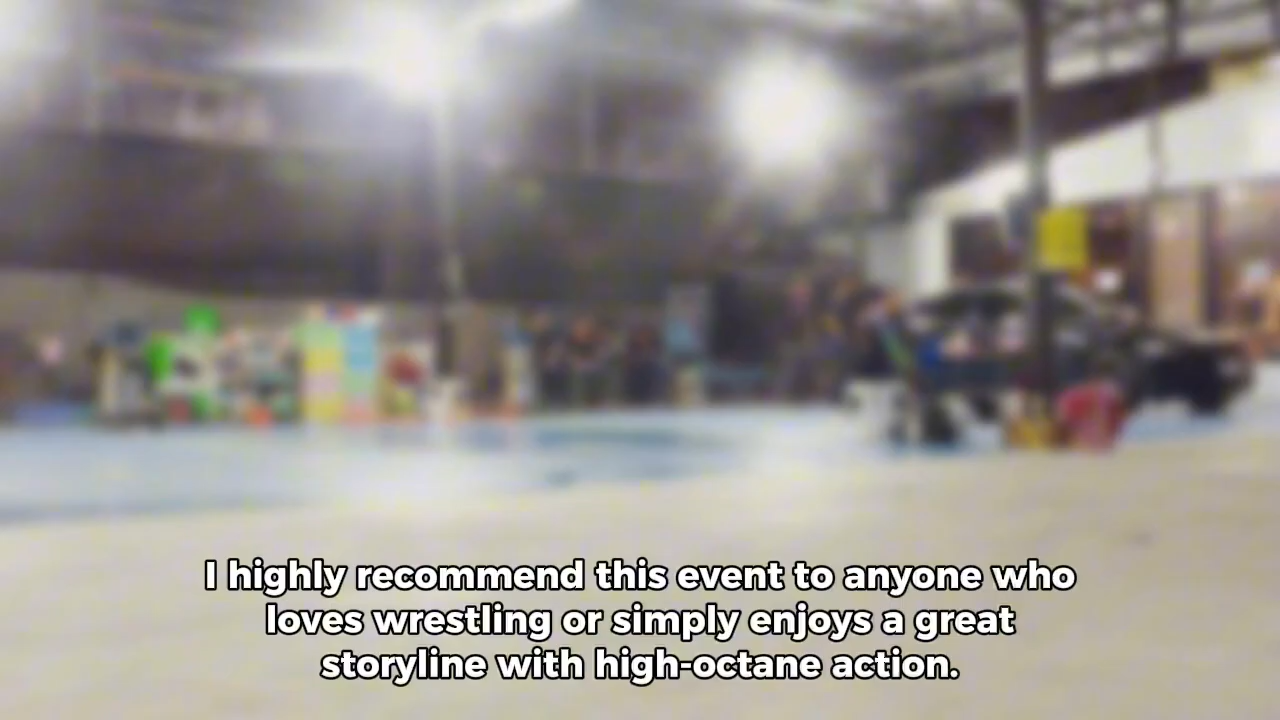 I highly recommend this event to anyone who
loves wrestling or simply enjoys a great
storyline with high-octane action.